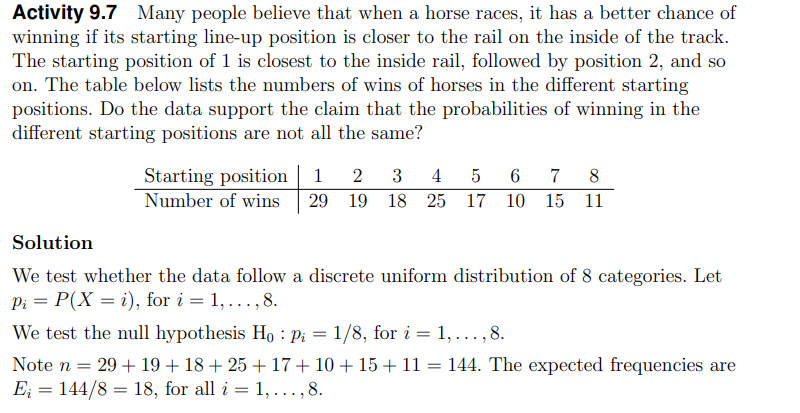 Activity 9.7 Many people believe that when a horse races, it has a better chance of
winning if its starting line-up position is closer to the rail on the inside of the track.
The starting position of 1 is closest to the inside rail, followed by position 2, and so
on. The table below lists the numbers of wins of horses in the different starting
positions. Do the data support the claim that the probabilities of winning in the
different starting positions are not all the same?
Starting position 1 2 3 4 5 6 7 8
Number of wins 29 19 18 25 17 10 15 11
Solution
We test whether the data follow a discrete uniform distribution of 8 categories. Let
pᵢ = P(X = i), for i = 1, . . . , 8.
We test the null hypothesis H₀ : pᵢ = 1/8, for i = 1, . . . , 8.
Note n = 29 + 19 + 18 + 25 + 17 + 10 + 15 + 11 = 144. The expected frequencies are
Eᵢ = 144/8 = 18, for all i = 1, . . . , 8.